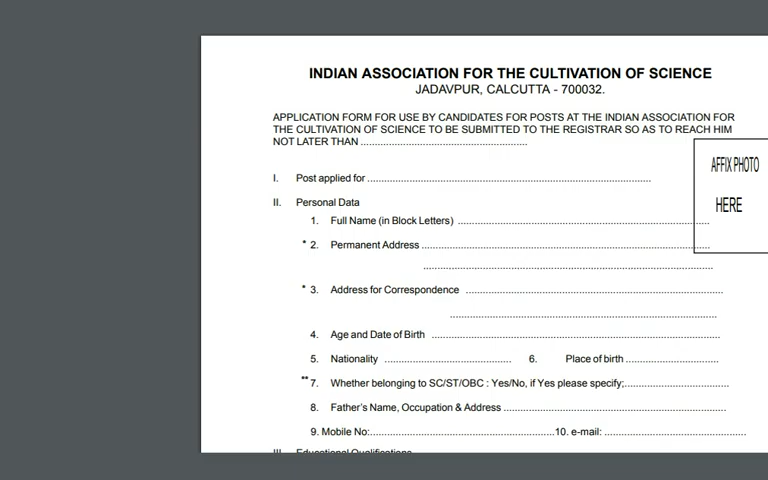 INDIAN ASSOCIATION FOR THE CULTIVATION OF SCIENCE
JADAVPUR, CALCUTTA - 700032.
APPLICATION FORM FOR USE BY CANDIDATES FOR POSTS AT THE INDIAN ASSOCIATION FOR
THE CULTIVATION OF SCIENCE TO BE SUBMITTED TO THE REGISTRAR SO AS TO REACH HIM
NOT LATER THAN ..........................................................
AFFIX PHOTO
HERE
I. Post applied for ....................................................................................................
II. Personal Data
1. Full Name (in Block Letters) ..........................................................................................
* 2. Permanent Address ........................................................................................................
........................................................................................................
* 3. Address for Correspondence ..........................................................................................
................................................................................................
4. Age and Date of Birth ........................................................................................................
5. Nationality ............................................. 6. Place of birth .................................
** 7. Whether belonging to SC/ST/OBC : Yes/No, if Yes please specify;.....................................
8. Father's Name, Occupation & Address ................................................................................
9. Mobile No:..................................................................10. e-mail: ..................................................
III. Educational Qualifications